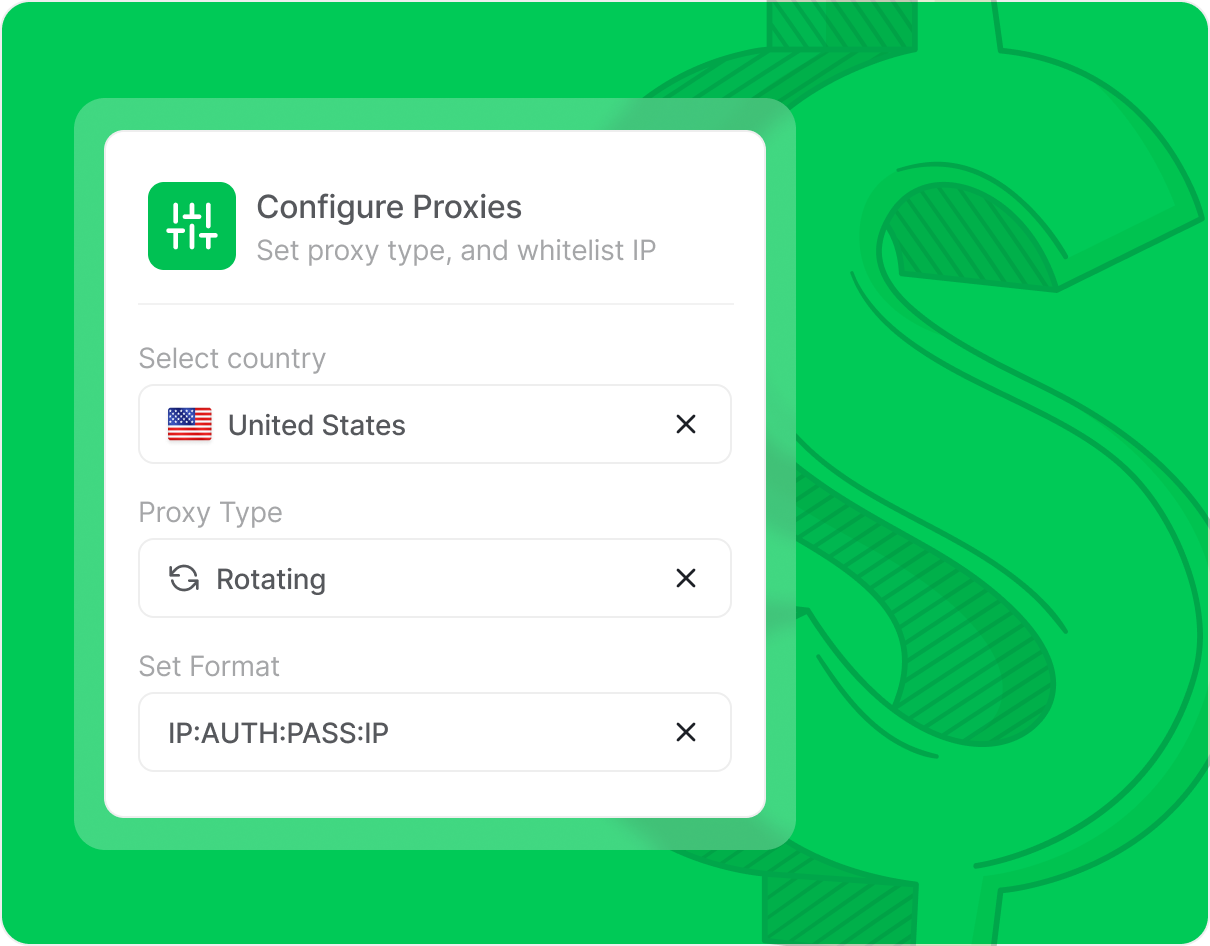 Configure Proxies
Set proxy type, and whitelist IP
Select country
United States
Proxy Type
Rotating
Set Format
IP:AUTH:PASS:IP